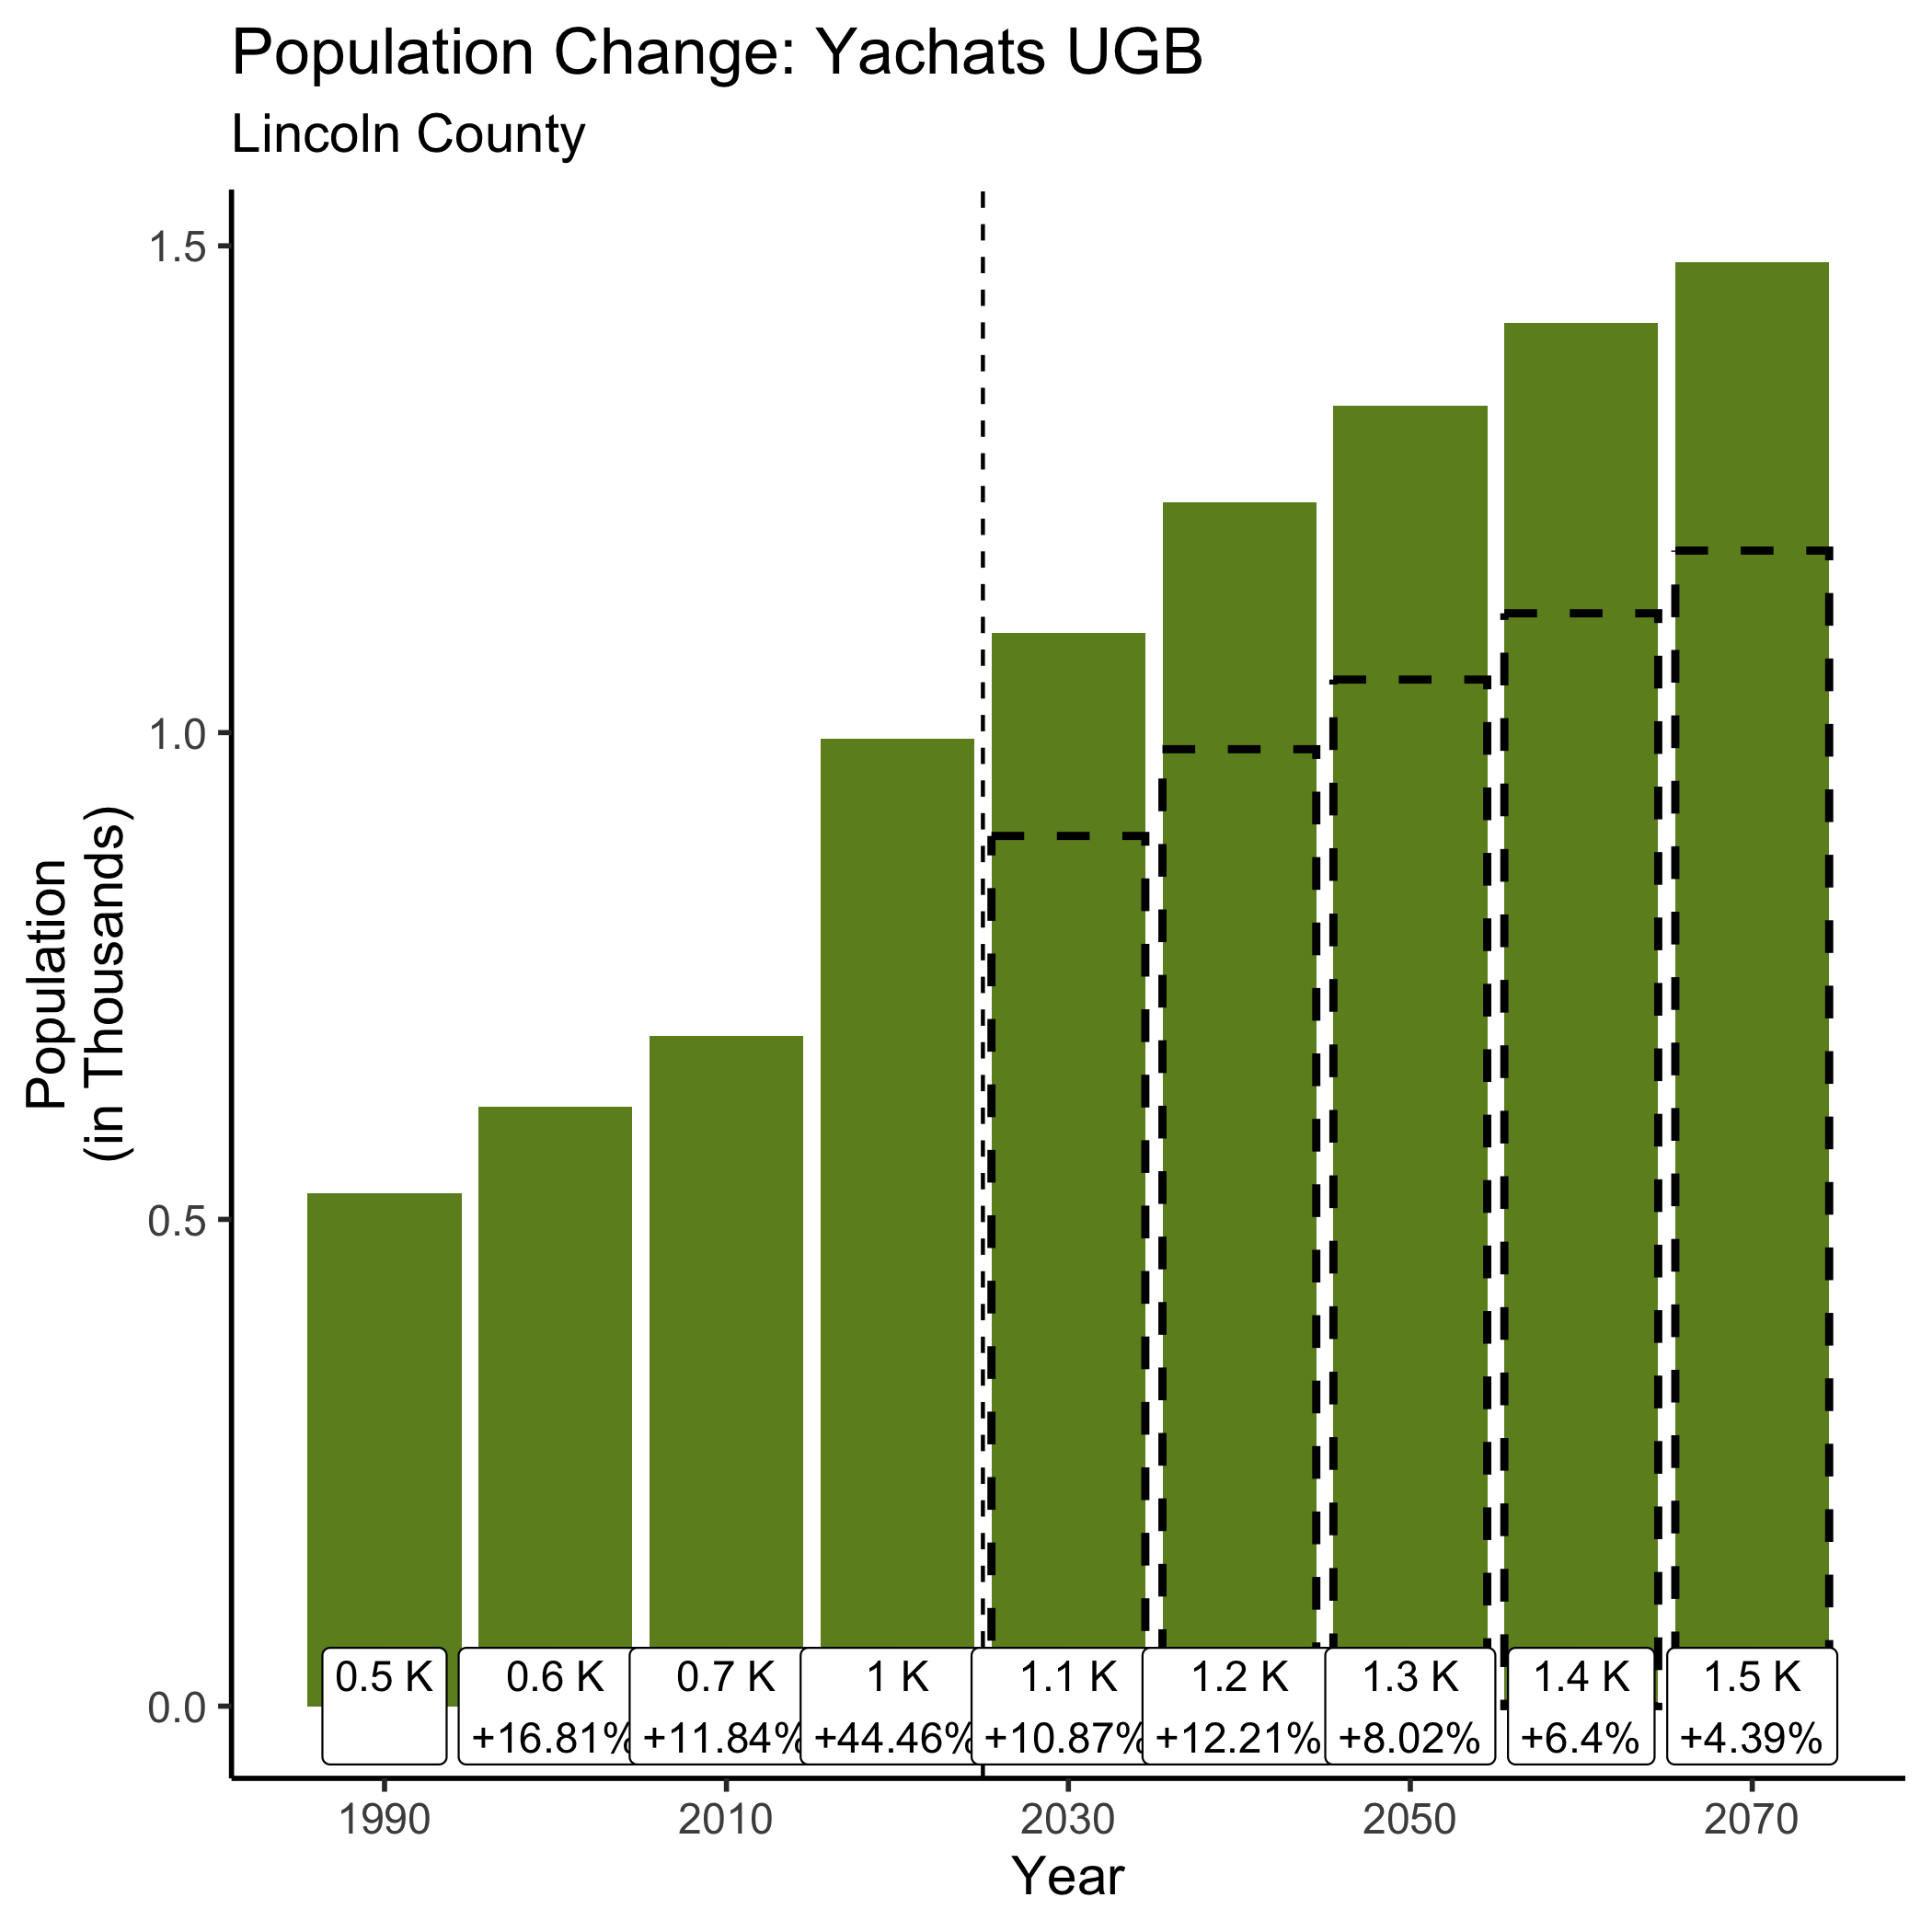 Population Change: Yachats UGB
Lincoln County
1.5
1.0
0.5
0.0
Population
(in Thousands)
0.5 K
0.6 K
+16.81%
0.7 K
+11.84%
1 K
+44.46%
1.1 K
+10.87%
1.2 K
+12.21%
1.3 K
+8.02%
1.4 K
+6.4%
1.5 K
+4.39%
1990
2010
2030
2050
2070
Year